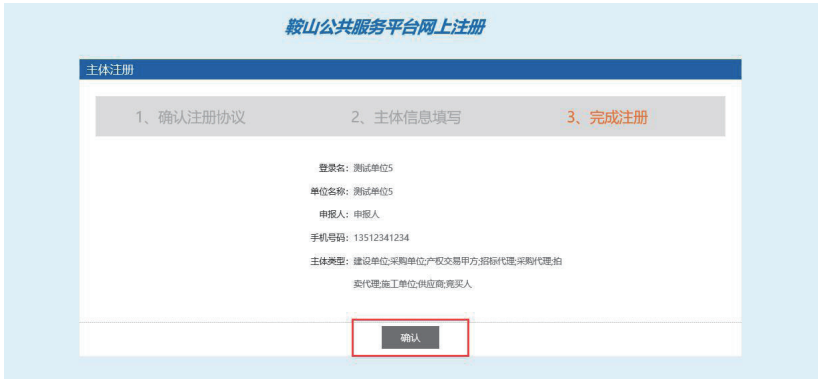 鞍山公共服务平台网上注册
主体注册
1、确认注册协议 2、主体信息填写 3、完成注册
登录名：测试单位5
单位名称：测试单位5
申报人：申报人
手机号码：13512341234
主体类型：建设单位;采购单位;产权交易甲方;招标代理;采购代理;拍
卖代理;施工单位;供应商;竞买人
确认